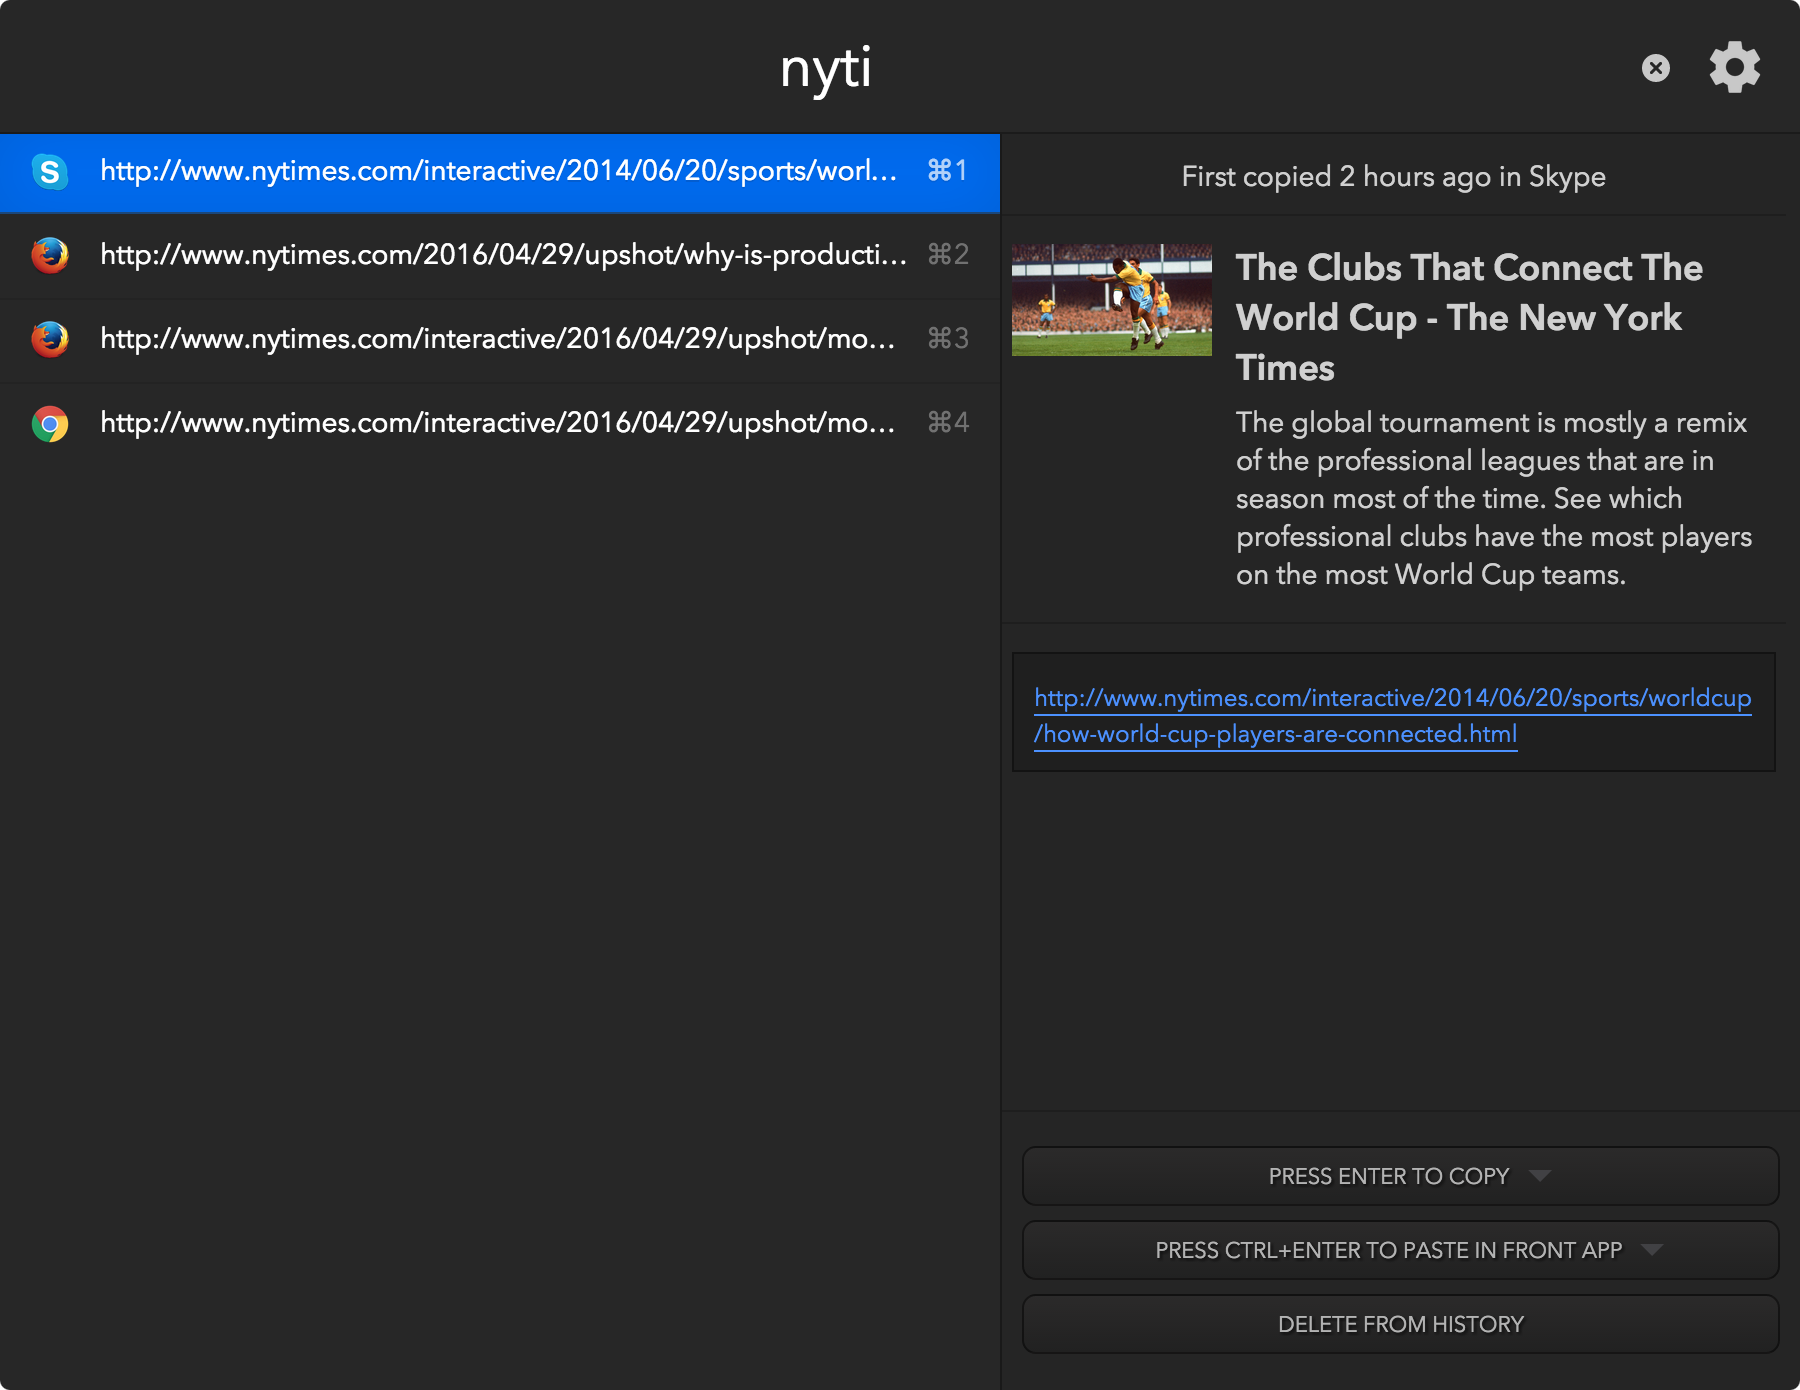 nyti
http://www.nytimes.com/interactive/2014/06/20/sports/worl... ⌘1
http://www.nytimes.com/2016/04/29/upshot/why-is-producti... ⌘2
http://www.nytimes.com/interactive/2016/04/29/upshot/mo... ⌘3
http://www.nytimes.com/interactive/2016/04/29/upshot/mo... ⌘4
First copied 2 hours ago in Skype
The Clubs That Connect The
World Cup - The New York
Times
The global tournament is mostly a remix
of the professional leagues that are in
season most of the time. See which
professional clubs have the most players
on the most World Cup teams.
http://www.nytimes.com/interactive/2014/06/20/sports/worldcup
/how-world-cup-players-are-connected.html
PRESS ENTER TO COPY
PRESS CTRL+ENTER TO PASTE IN FRONT APP
DELETE FROM HISTORY